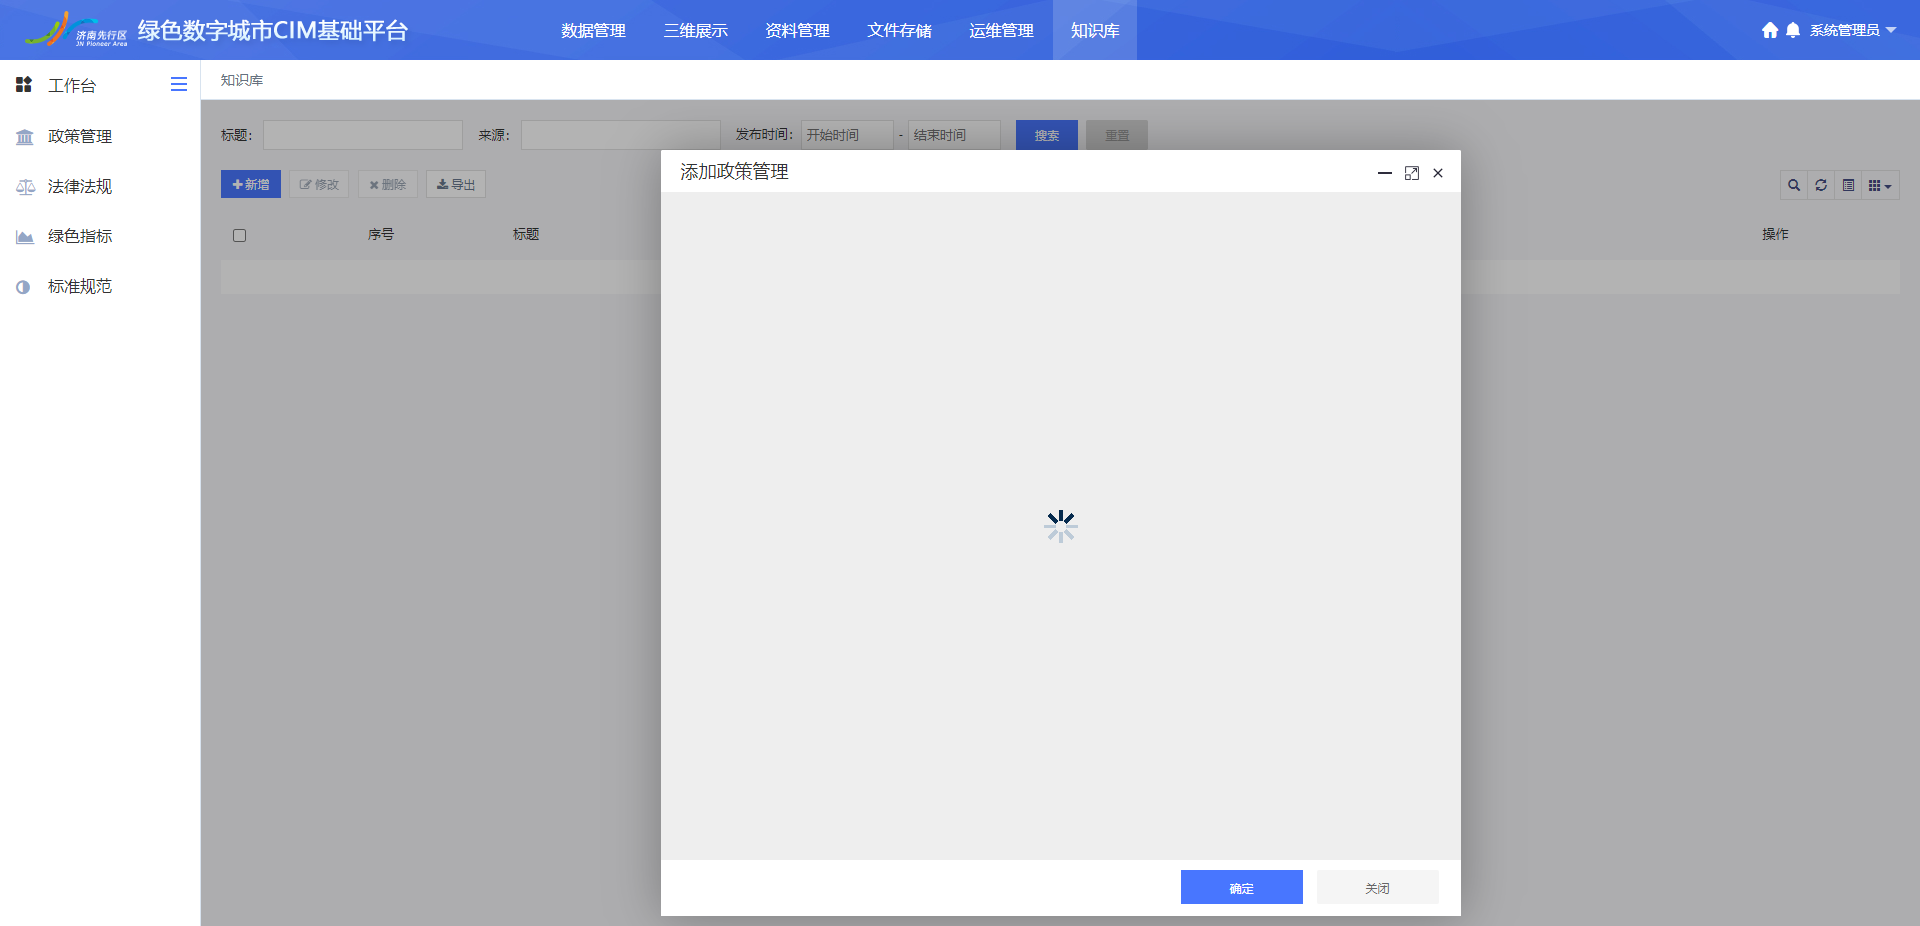 济南先行区
JN Pioneer Area
绿色数字城市CIM基础平台
数据管理 三维展示 资料管理 文件存储 运维管理 知识库
系统管理员
工作台
政策管理
法律法规
绿色指标
标准规范
知识库
标题: 来源: 发布时间: 开始时间 - 结束时间 搜索 重置
新增 修改 删除 导出
序号 标题 操作
添加政策管理
确定 关闭